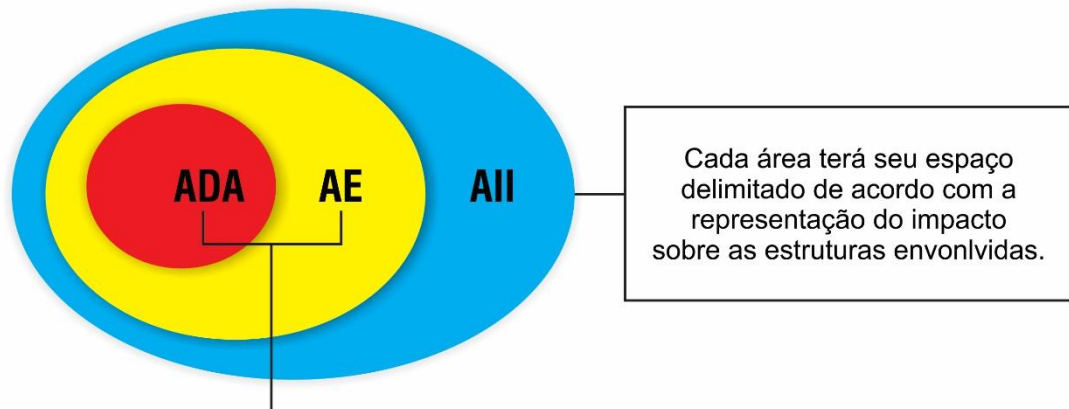 ADA AE AII
Cada área terá seu espaço
delimitado de acordo com a
representação do impacto
sobre as estruturas envonlvidas.